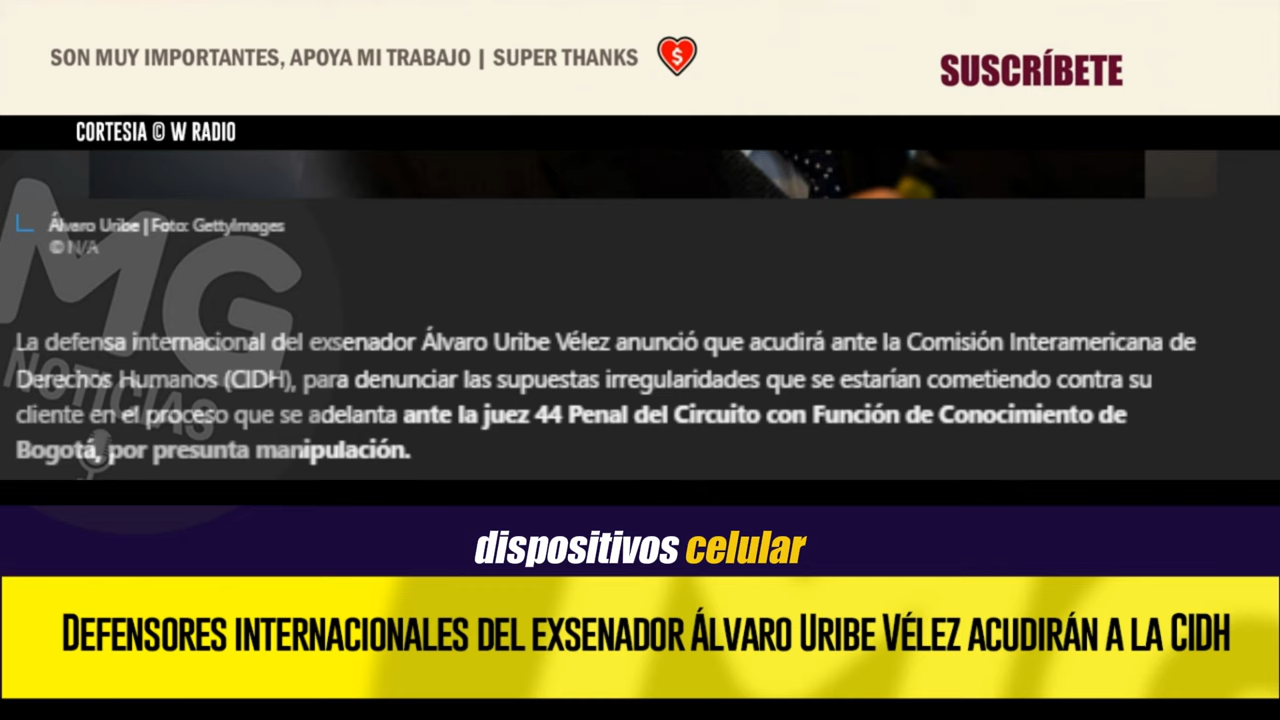 SON MUY IMPORTANTES, APOYA MI TRABAJO | SUPER THANKS $
SUSCRÍBETE
CORTESIA © W RADIO
Álvaro Uribe | Foto: GettyImages
© N/A
MG
NOTICIAS
La defensa internacional del exsenador Álvaro Uribe Vélez anunció que acudirá ante la Comisión Interamericana de
Derechos Humanos (CIDH), para denunciar las supuestas irregularidades que se estarían cometiendo contra su
cliente en el proceso que se adelanta ante la juez 44 Penal del Circuito con Función de Conocimiento de
Bogotá, por presunta manipulación.
dispositivos celular
DEFENSORES INTERNACIONALES DEL EXSENADOR ÁLVARO URIBE VÉLEZ ACUDIRÁN A LA CIDH